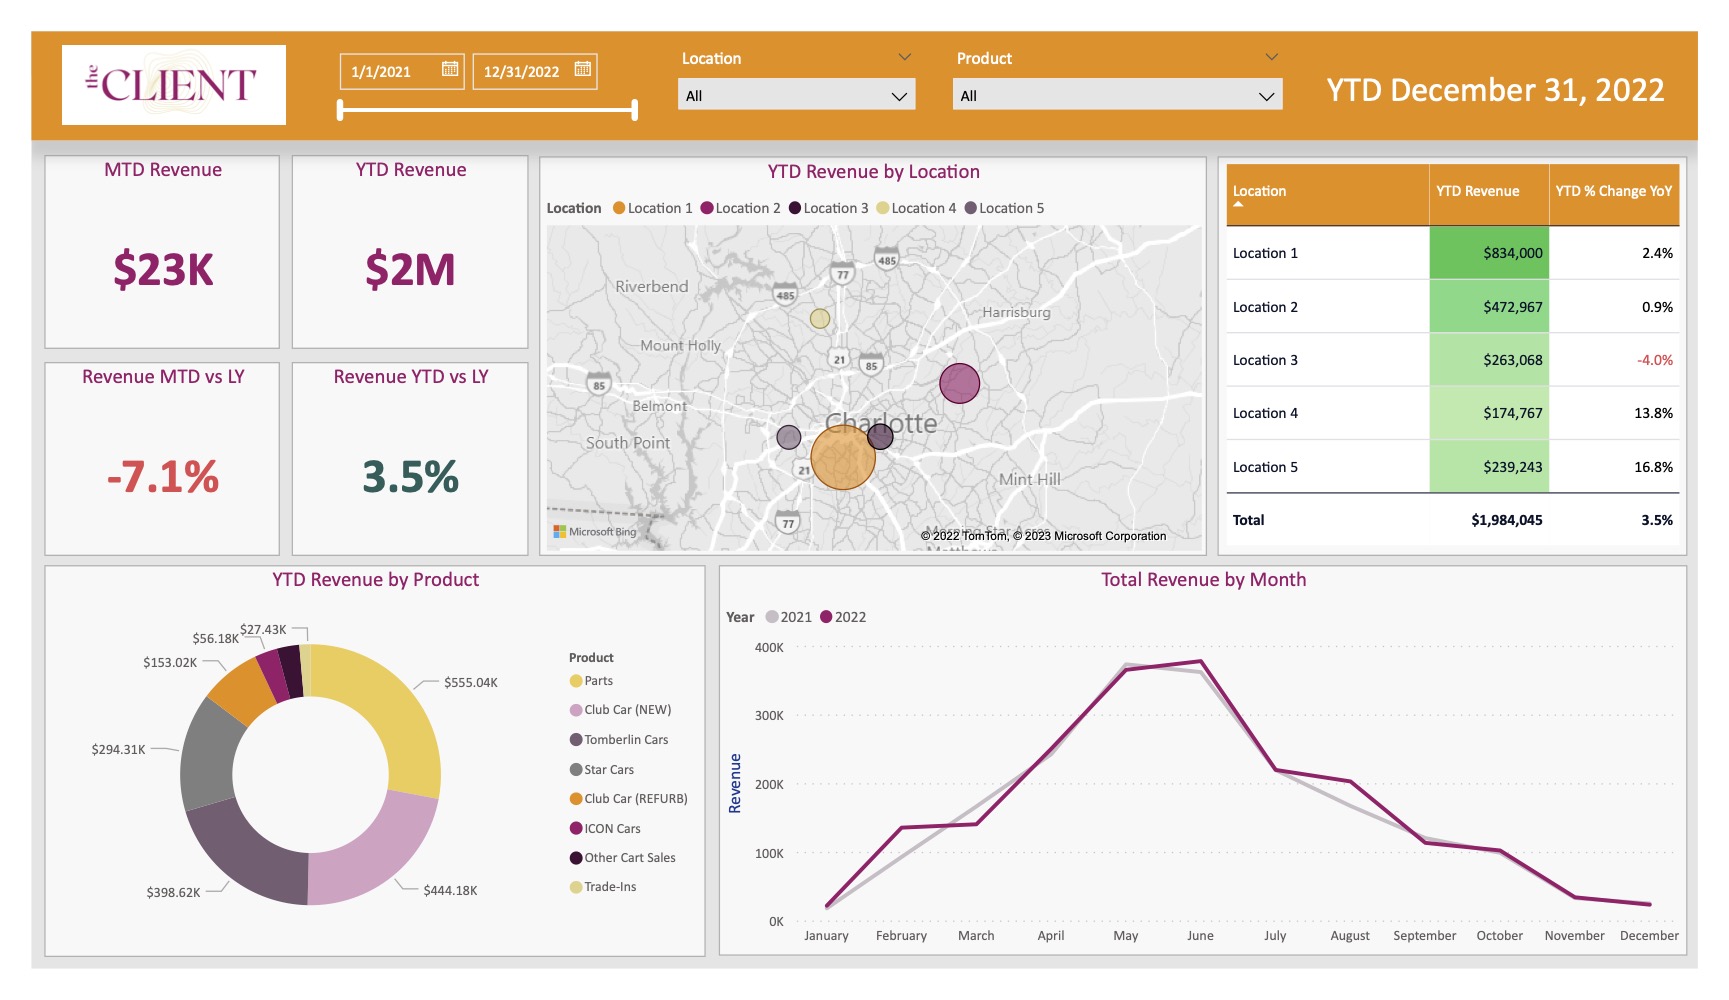 the CLIENT
1/1/2021
12/31/2022
Location
All
Product
All
YTD December 31, 2022
MTD Revenue
$23K
YTD Revenue
$2M
Revenue MTD vs LY
-7.1%
Revenue YTD vs LY
3.5%
YTD Revenue by Location
Location Location 1 Location 2 Location 3 Location 4 Location 5
485
77
485
Riverbend
Harrisburg
Mount Holly
21
85
85
Belmont
Charlotte
South Point
21
Mint Hill
77
Morning Star Acres
Microsoft Bing
© 2022 TomTom, © 2023 Microsoft Corporation
Matthews
Location YTD Revenue YTD % Change YoY
Location 1 $834,000 2.4%
Location 2 $472,967 0.9%
Location 3 $263,068 -4.0%
Location 4 $174,767 13.8%
Location 5 $239,243 16.8%
Total $1,984,045 3.5%
YTD Revenue by Product
$27.43K
$56.18K
$153.02K
$555.04K
$294.31K
$398.62K
$444.18K
Product
Parts
Club Car (NEW)
Tomberlin Cars
Star Cars
Club Car (REFURB)
ICON Cars
Other Cart Sales
Trade-Ins
Total Revenue by Month
Year 2021 2022
Revenue
400K
300K
200K
100K
0K
January February March April May June July August September October November December